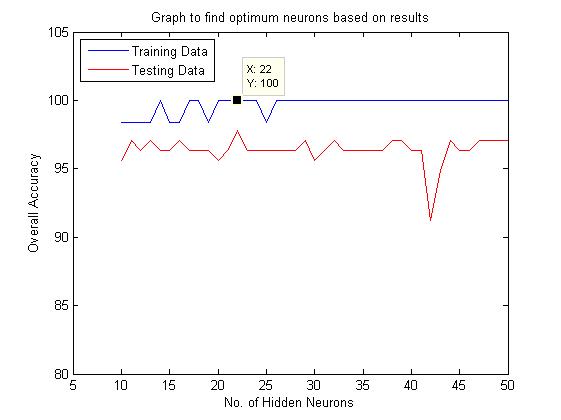 Graph to find optimum neurons based on results
105
100
95
90
85
80
Training Data
Testing Data
X: 22
Y: 100
Overall Accuracy
5
10
15
20
25
30
35
40
45
50
No. of Hidden Neurons